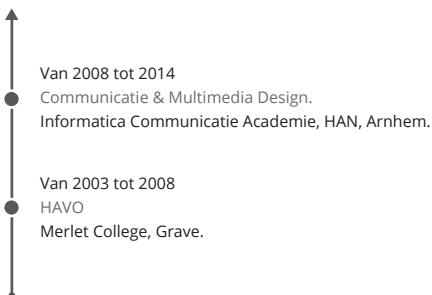 Van 2008 tot 2014
Communicatie & Multimedia Design.
Informatica Communicatie Academie, HAN, Arnhem.
Van 2003 tot 2008
HAVO
Merlet College, Grave.